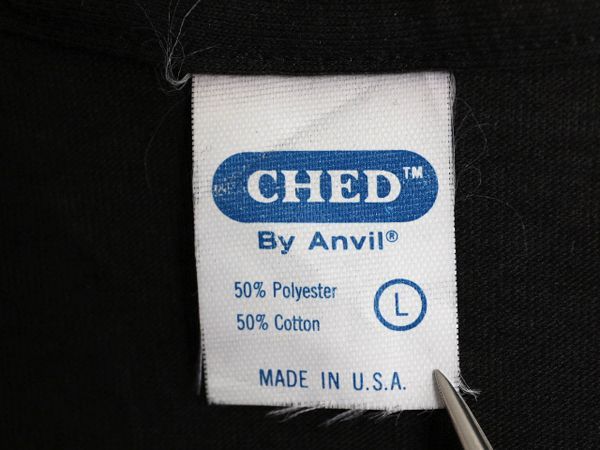 CHED™
By Anvil®
50% Polyester
50% Cotton
L
MADE IN U.S.A.